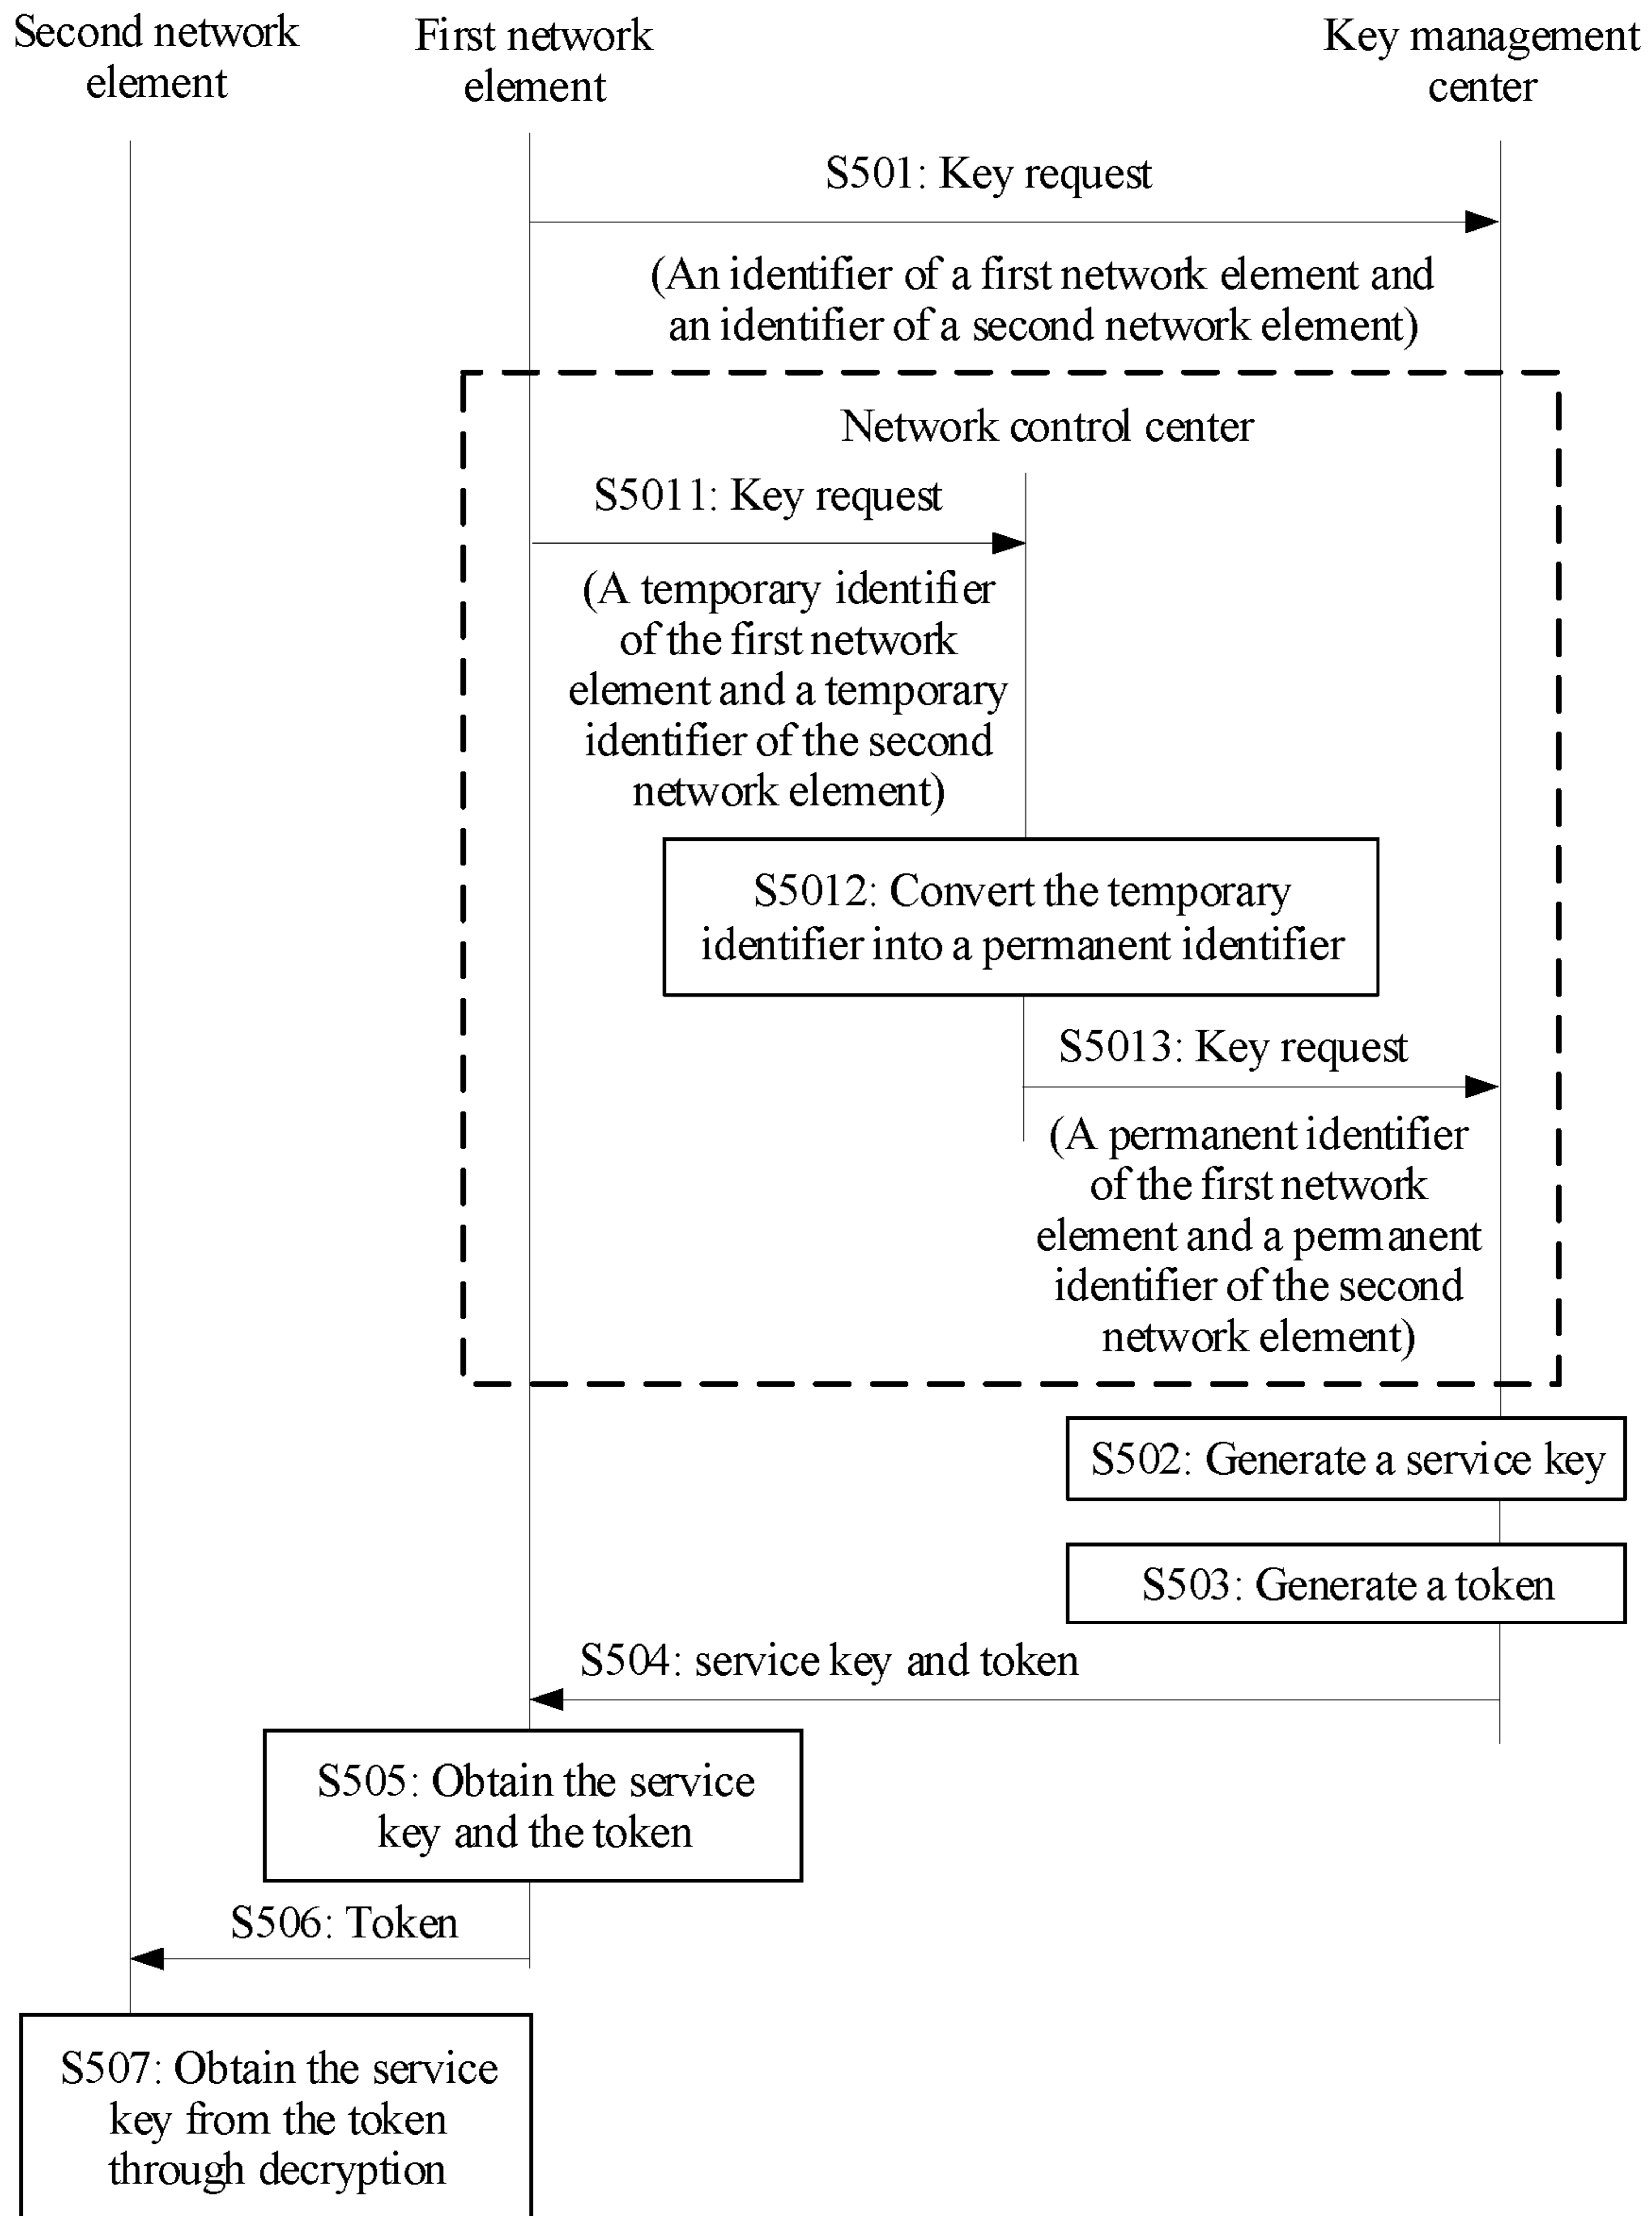 Second network
element
First network
element
Key management
center
S501: Key request
(An identifier of a first network element and
an identifier of a second network element)
Network control center
S5011: Key request
(A temporary identifier
of the first network
element and a temporary
identifier of the second
network element)
S5012: Convert the temporary
identifier into a permanent identifier
S5013: Key request
(A permanent identifier
of the first network
element and a permanent
identifier of the second
network element)
S502: Generate a service key
S503: Generate a token
S504: service key and token
S505: Obtain the service
key and the token
S506: Token
S507: Obtain the service
key from the token
through decryption